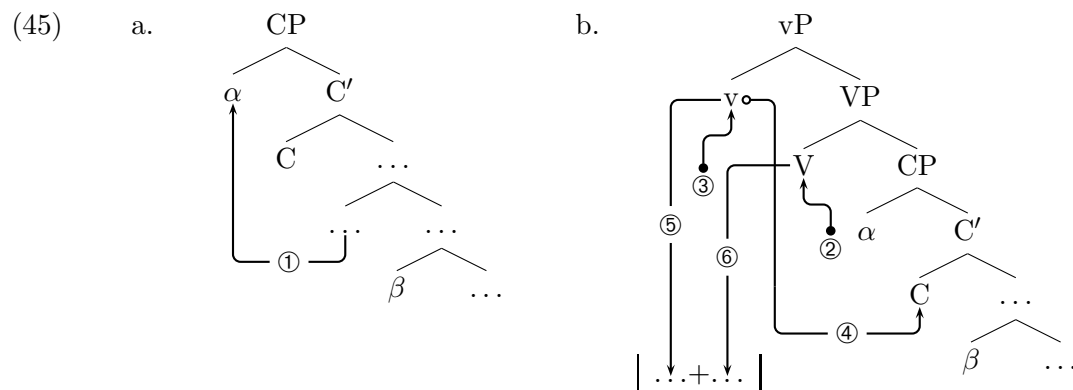 (45) a. CP b. vP
α C′ v VP
C . . . V CP
③
. . . . . . ⑤ ② α C′
① ⑥
β . . . C . . .
④
β . . .
. . . + . . .